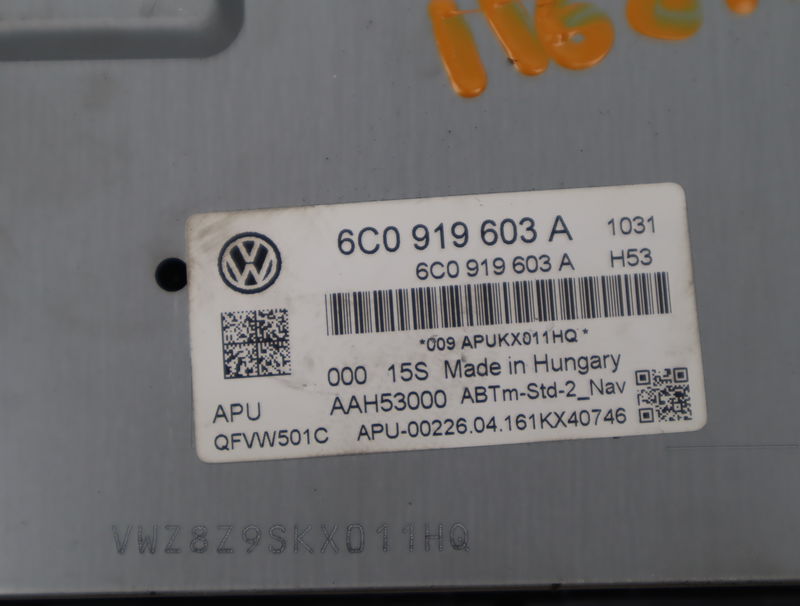 6C0 919 603 A 1031
6C0 919 603 A H53
*009 APUKX011HQ *
000 15S Made in Hungary
APU AAH53000 ABTm-Std-2_Nav
QFVW501C APU-00226.04.161KX40746
VWZ8Z9SKX011HQ